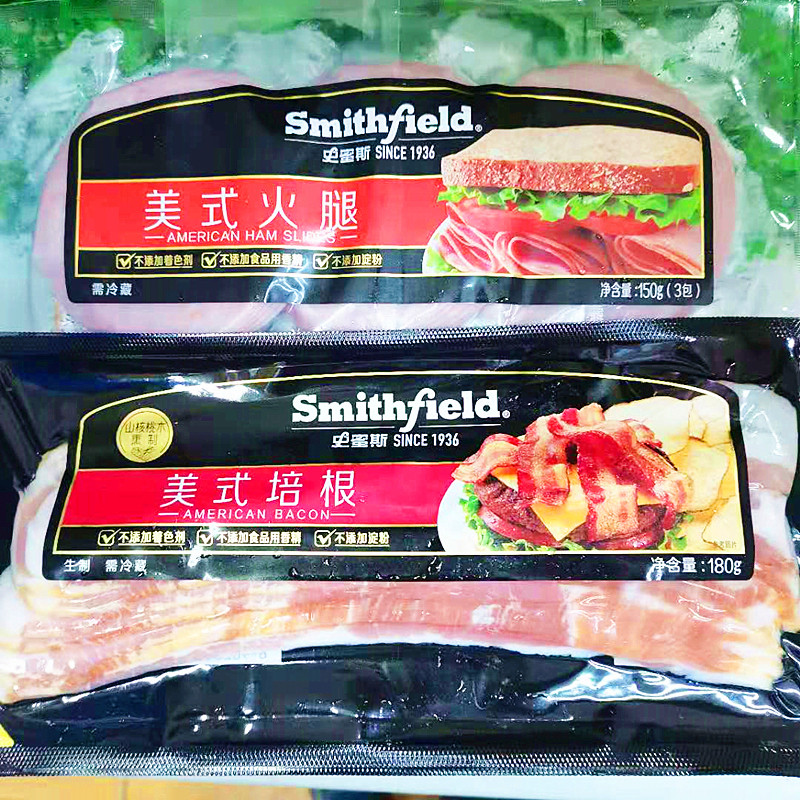 Smithfield®
史蜜斯 SINCE 1936
美式火腿
AMERICAN HAM SLICES
不添加着色剂 不添加食品用香精 不添加淀粉
需冷藏
净含量:150g(3包)
Smithfield®
史蜜斯 SINCE 1936
山核桃木
熏制
美式培根
AMERICAN BACON
不添加着色剂 不添加食品用香精 不添加淀粉
生制 需冷藏
净含量:180g